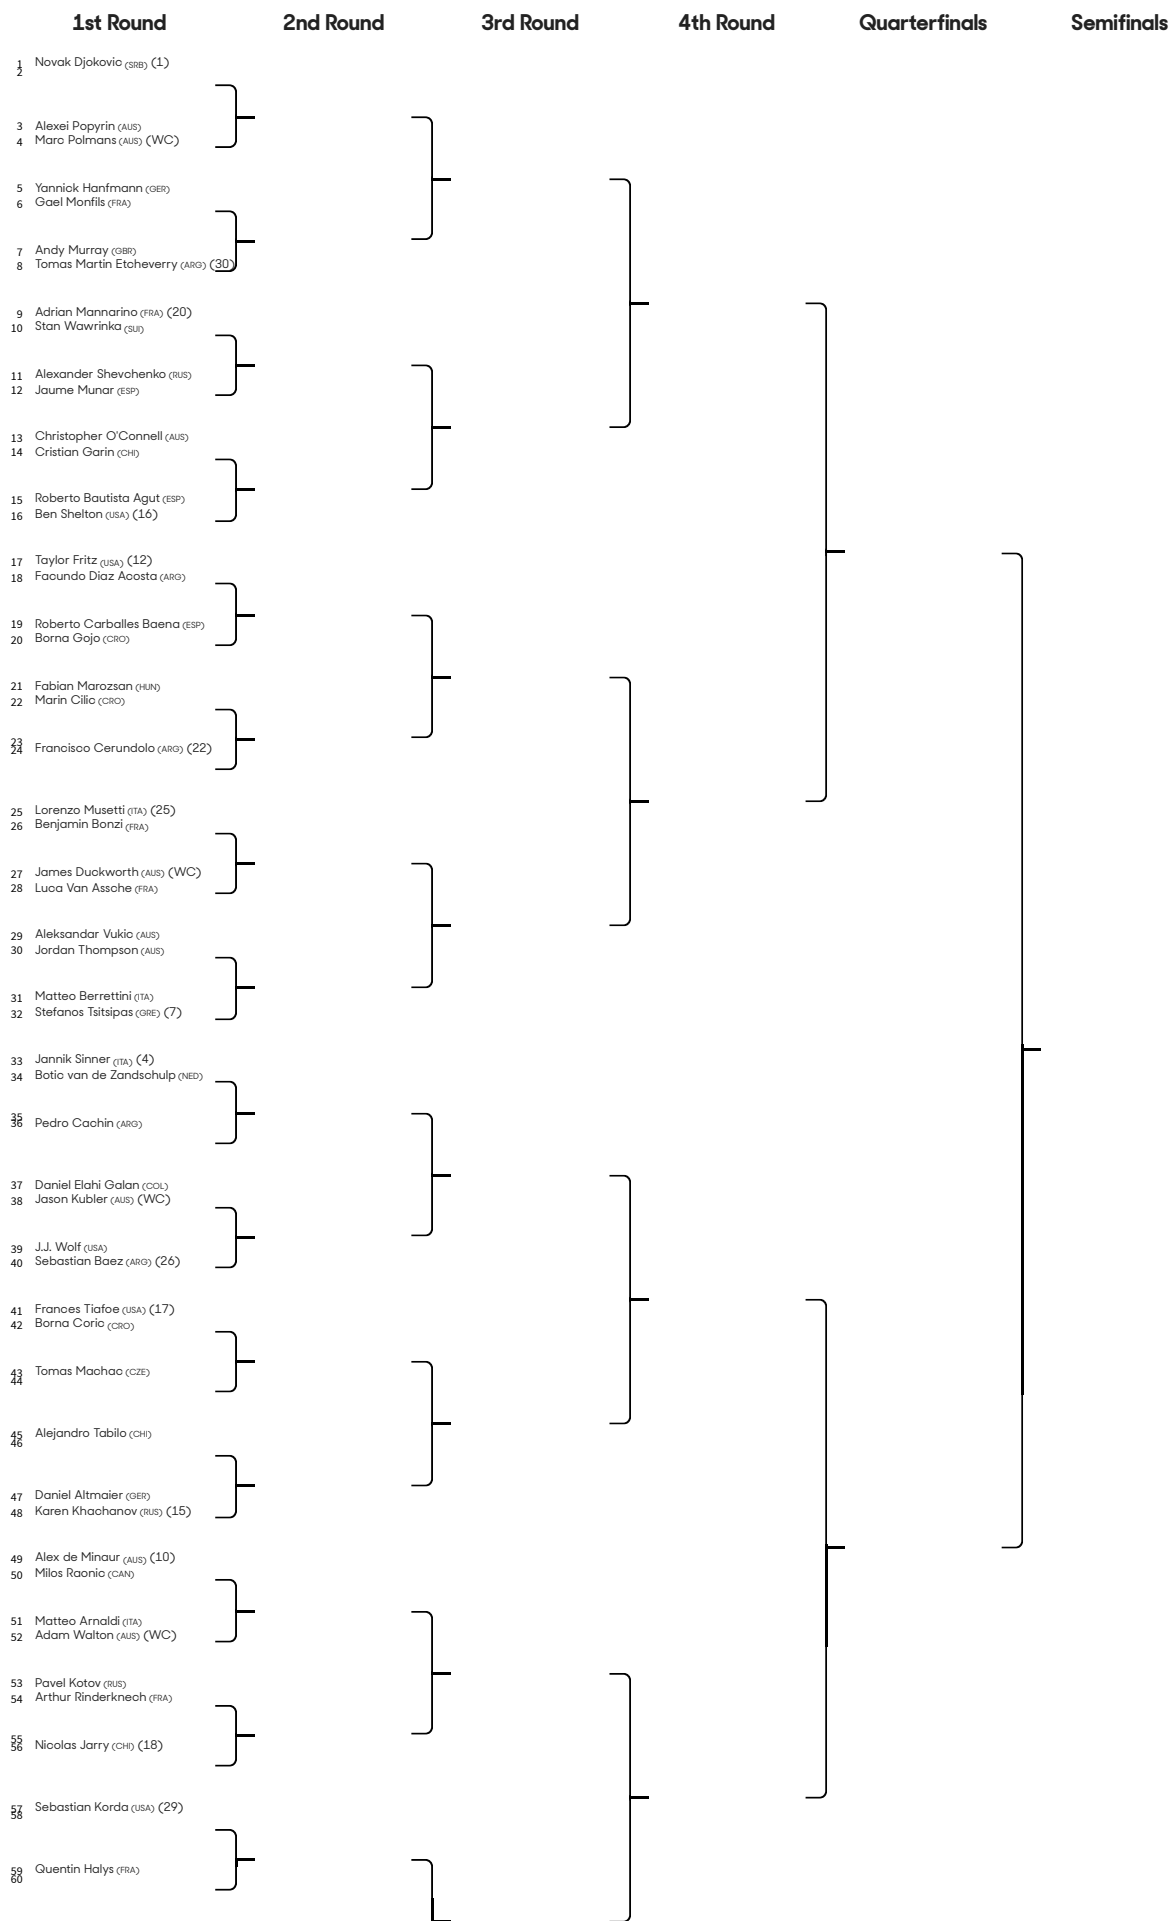 1st Round 2nd Round 3rd Round 4th Round Quarterfinals Semifinals
1 Novak Djokovic (SRB) (1)
2
3 Alexei Popyrin (AUS)
4 Marc Polmans (AUS) (WC)
5 Yannick Hanfmann (GER)
6 Gael Monfils (FRA)
7 Andy Murray (GBR)
8 Tomas Martin Etcheverry (ARG) (30)
9 Adrian Mannarino (FRA) (20)
10 Stan Wawrinka (SUI)
11 Alexander Shevchenko (RUS)
12 Jaume Munar (ESP)
13 Christopher O'Connell (AUS)
14 Cristian Garin (CHI)
15 Roberto Bautista Agut (ESP)
16 Ben Shelton (USA) (16)
17 Taylor Fritz (USA) (12)
18 Facundo Diaz Acosta (ARG)
19 Roberto Carballes Baena (ESP)
20 Borna Gojo (CRO)
21 Fabian Marozsan (HUN)
22 Marin Cilic (CRO)
23
24 Francisco Cerundolo (ARG) (22)
25 Lorenzo Musetti (ITA) (25)
26 Benjamin Bonzi (FRA)
27 James Duckworth (AUS) (WC)
28 Luca Van Assche (FRA)
29 Aleksandar Vukic (AUS)
30 Jordan Thompson (AUS)
31 Matteo Berrettini (ITA)
32 Stefanos Tsitsipas (GRE) (7)
33 Jannik Sinner (ITA) (4)
34 Botic van de Zandschulp (NED)
35
36 Pedro Cachin (ARG)
37 Daniel Elahi Galan (COL)
38 Jason Kubler (AUS) (WC)
39 J.J. Wolf (USA)
40 Sebastian Baez (ARG) (26)
41 Frances Tiafoe (USA) (17)
42 Borna Coric (CRO)
43 Tomas Machac (CZE)
44
45 Alejandro Tabilo (CHI)
46
47 Daniel Altmaier (GER)
48 Karen Khachanov (RUS) (15)
49 Alex de Minaur (AUS) (10)
50 Milos Raonic (CAN)
51 Matteo Arnaldi (ITA)
52 Adam Walton (AUS) (WC)
53 Pavel Kotov (RUS)
54 Arthur Rinderknech (FRA)
55
56 Nicolas Jarry (CHI) (18)
57 Sebastian Korda (USA) (29)
58
59 Quentin Halys (FRA)
60